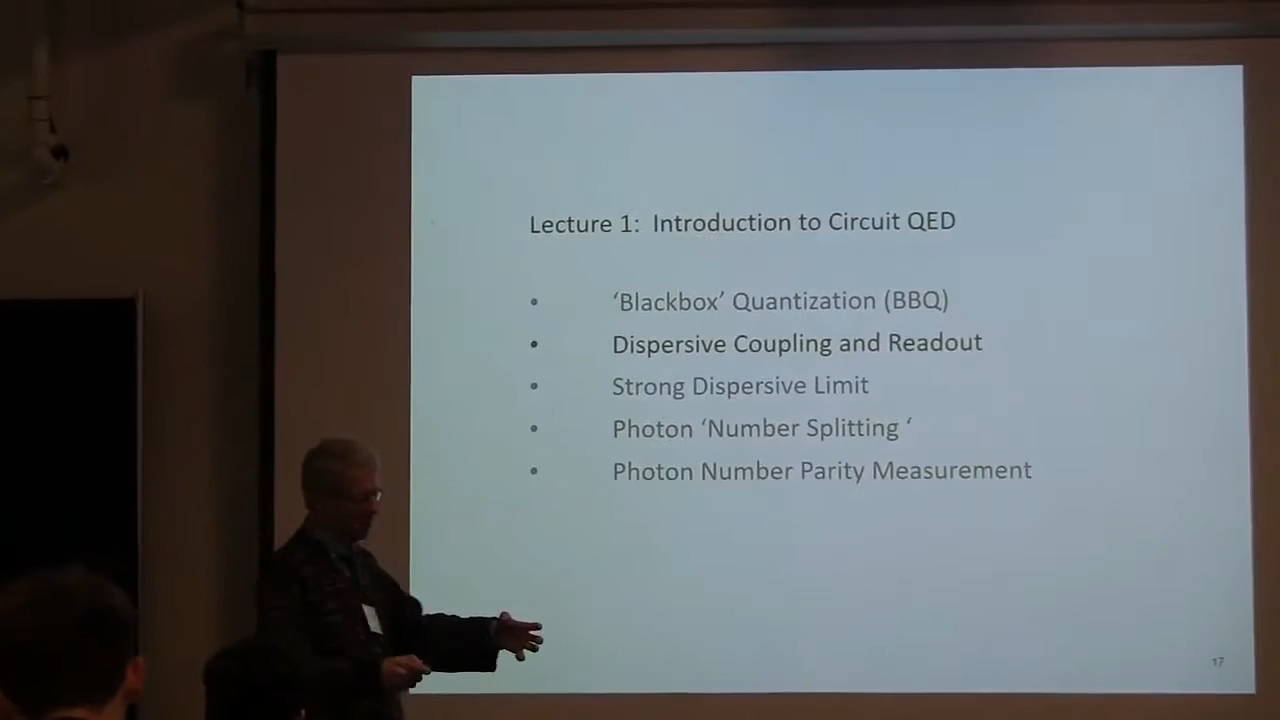 Lecture 1: Introduction to Circuit QED
• ‘Blackbox’ Quantization (BBQ)
• Dispersive Coupling and Readout
• Strong Dispersive Limit
• Photon ‘Number Splitting ‘
• Photon Number Parity Measurement
17